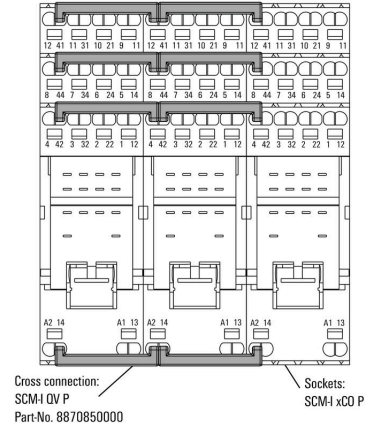 12 41 11 31 10 21 9 11 12 41 11 31 10 21 9 11 12 41 11 31 10 21 9 11
8 44 7 34 6 24 5 14 8 44 7 34 6 24 5 14 8 44 7 34 6 24 5 14
4 42 3 32 2 22 1 12 4 42 3 32 2 22 1 12 4 42 3 32 2 22 1 12
A2 14 A1 13 A2 14 A1 13 A2 14 A1 13
Cross connection:
SCM-I QV P
Part-No. 8870850000
Sockets:
SCM-I xCO P